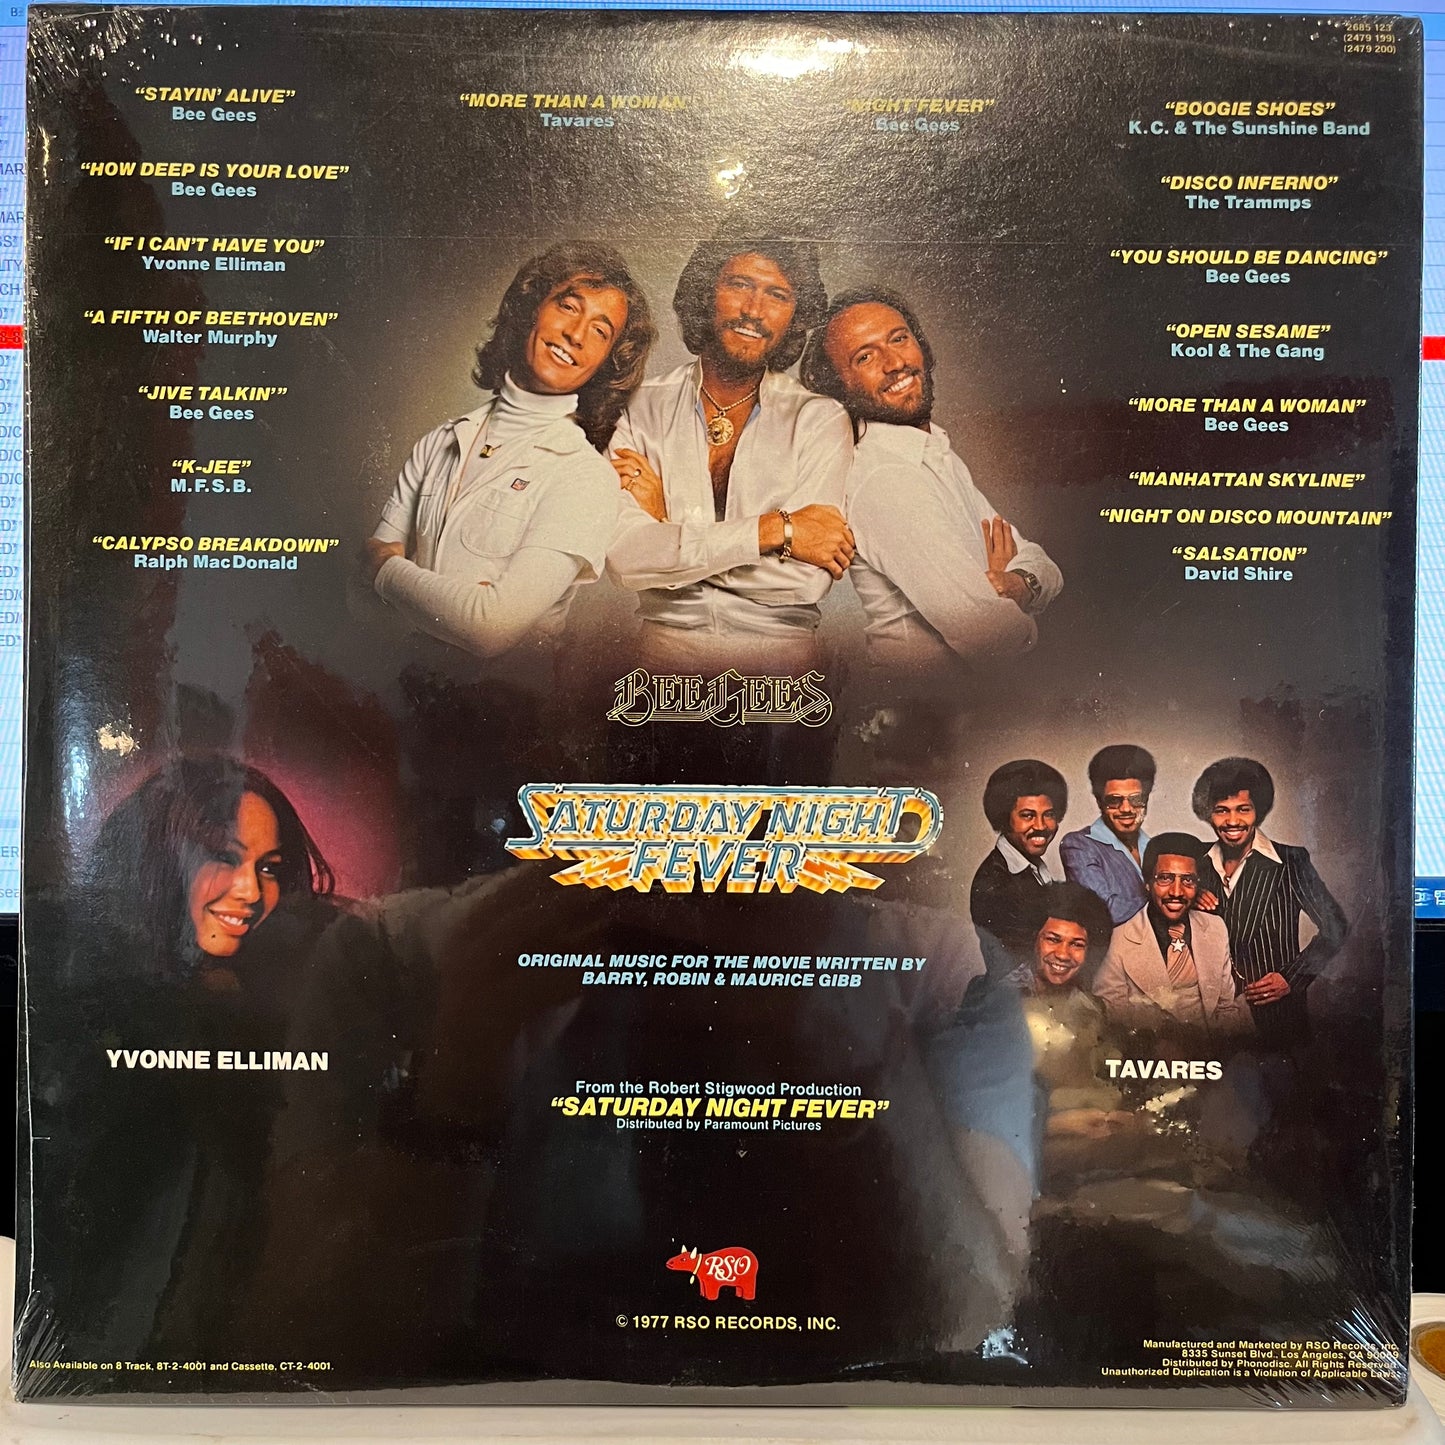 2685 123
(2479 199)
(2479 200)
"STAYIN' ALIVE"
Bee Gees
"HOW DEEP IS YOUR LOVE"
Bee Gees
"IF I CAN'T HAVE YOU"
Yvonne Elliman
"A FIFTH OF BEETHOVEN"
Walter Murphy
"JIVE TALKIN'"
Bee Gees
"K-JEE"
M.F.S.B.
"CALYPSO BREAKDOWN"
Ralph MacDonald
"MORE THAN A WOMAN"
Tavares
"NIGHT FEVER"
Bee Gees
"BOOGIE SHOES"
K.C. & The Sunshine Band
"DISCO INFERNO"
The Trammps
"YOU SHOULD BE DANCING"
Bee Gees
"OPEN SESAME"
Kool & The Gang
"MORE THAN A WOMAN"
Bee Gees
"MANHATTAN SKYLINE"
"NIGHT ON DISCO MOUNTAIN"
"SALSATION"
David Shire
BEE GEES
SATURDAY NIGHT
FEVER
ORIGINAL MUSIC FOR THE MOVIE WRITTEN BY
BARRY, ROBIN & MAURICE GIBB
YVONNE ELLIMAN
TAVARES
From the Robert Stigwood Production
"SATURDAY NIGHT FEVER"
Distributed by Paramount Pictures
RSO
© 1977 RSO RECORDS, INC.
Also Available on 8 Track, 8T-2-4001 and Cassette, CT-2-4001.
Manufactured and Marketed by RSO Records, Inc.
8335 Sunset Blvd., Los Angeles, CA 90069
Distributed by Phonodisc. All Rights Reserved.
Unauthorized Duplication is a Violation of Applicable Laws.